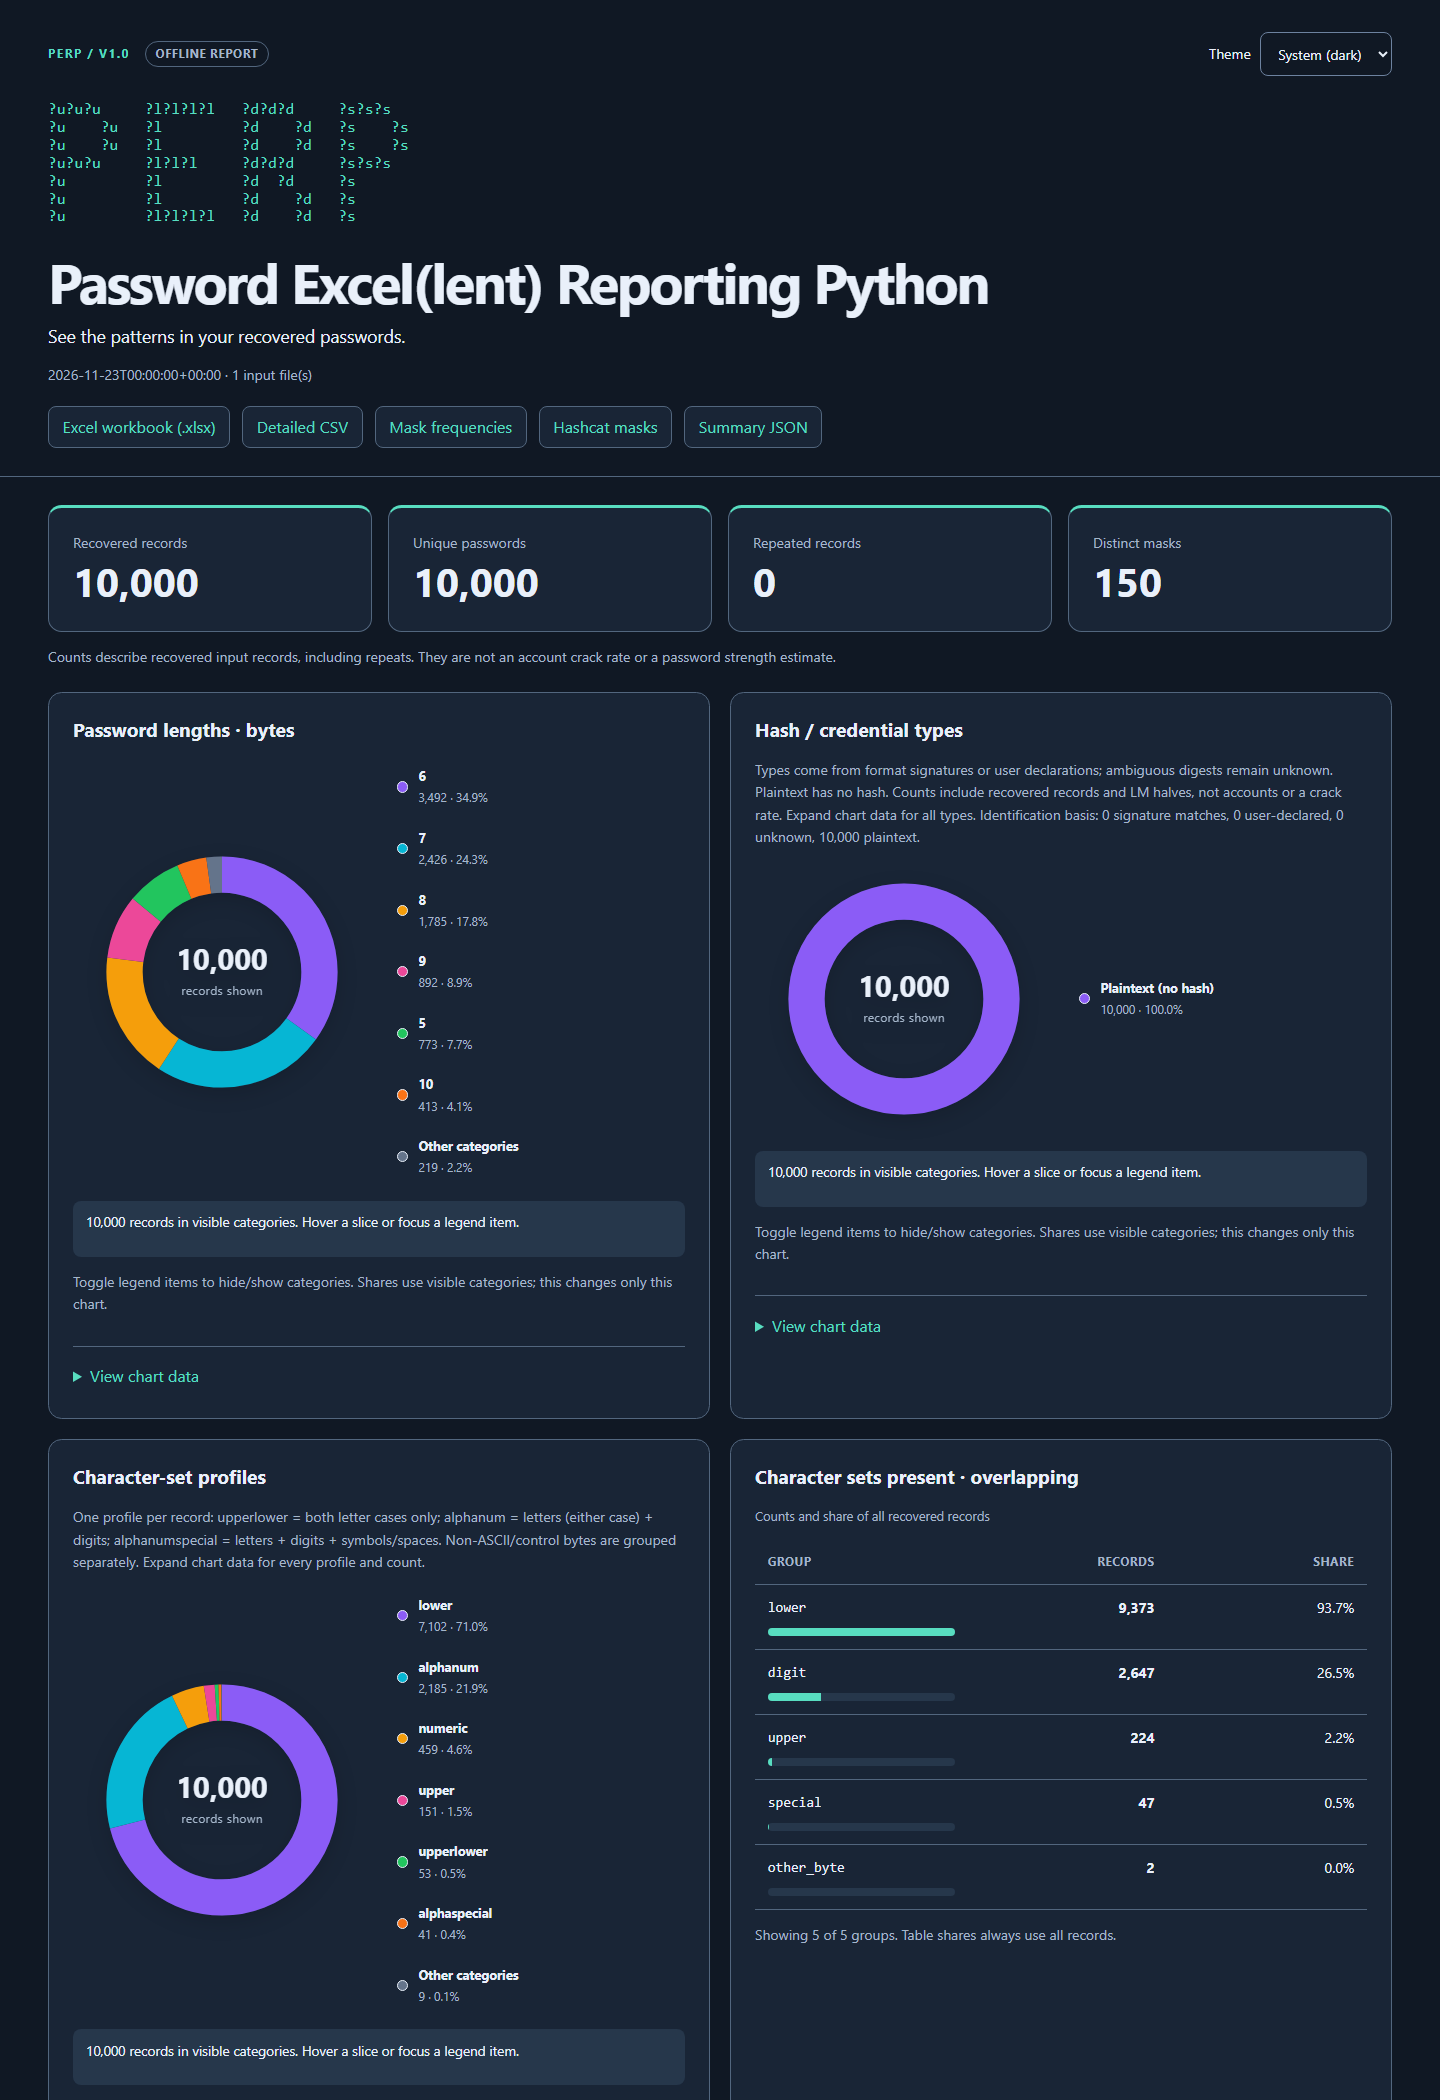 PERP / V1.0
OFFLINE REPORT
Theme
System (dark)
?u?u?u     ?l?l?l?l   ?d?d?d     ?s?s?s
?u    ?u   ?l         ?d    ?d   ?s    ?s
?u    ?u   ?l         ?d    ?d   ?s    ?s
?u?u?u     ?l?l?l     ?d?d?d     ?s?s?s
?u         ?l         ?d  ?d     ?s
?u         ?l         ?d    ?d   ?s
?u         ?l?l?l?l   ?d    ?d   ?s
Password Excel(lent) Reporting Python
See the patterns in your recovered passwords.
2026-11-23T00:00:00+00:00 · 1 input file(s)
Excel workbook (.xlsx)
Detailed CSV
Mask frequencies
Hashcat masks
Summary JSON
Recovered records
10,000
Unique passwords
10,000
Repeated records
0
Distinct masks
150
Counts describe recovered input records, including repeats. They are not an account crack rate or a password strength estimate.
Password lengths · bytes
10,000
records shown
6
3,492 · 34.9%
7
2,426 · 24.3%
8
1,785 · 17.8%
9
892 · 8.9%
5
773 · 7.7%
10
413 · 4.1%
Other categories
219 · 2.2%
10,000 records in visible categories. Hover a slice or focus a legend item.
Toggle legend items to hide/show categories. Shares use visible categories; this changes only this
chart.
View chart data
Hash / credential types
Types come from format signatures or user declarations; ambiguous digests remain unknown.
Plaintext has no hash. Counts include recovered records and LM halves, not accounts or a crack
rate. Expand chart data for all types. Identification basis: 0 signature matches, 0 user-declared, 0
unknown, 10,000 plaintext.
10,000
records shown
Plaintext (no hash)
10,000 · 100.0%
10,000 records in visible categories. Hover a slice or focus a legend item.
Toggle legend items to hide/show categories. Shares use visible categories; this changes only this
chart.
View chart data
Character-set profiles
One profile per record: upperlower = both letter cases only; alphanum = letters (either case) +
digits; alphanumspecial = letters + digits + symbols/spaces. Non-ASCII/control bytes are grouped
separately. Expand chart data for every profile and count.
10,000
records shown
lower
7,102 · 71.0%
alphanum
2,185 · 21.9%
numeric
459 · 4.6%
upper
151 · 1.5%
upperlower
53 · 0.5%
alphaspecial
41 · 0.4%
Other categories
9 · 0.1%
10,000 records in visible categories. Hover a slice or focus a legend item.
Character sets present · overlapping
Counts and share of all recovered records
GROUP RECORDS SHARE
lower 9,373 93.7%
digit 2,647 26.5%
upper 224 2.2%
special 47 0.5%
other_byte 2 0.0%
Showing 5 of 5 groups. Table shares always use all records.